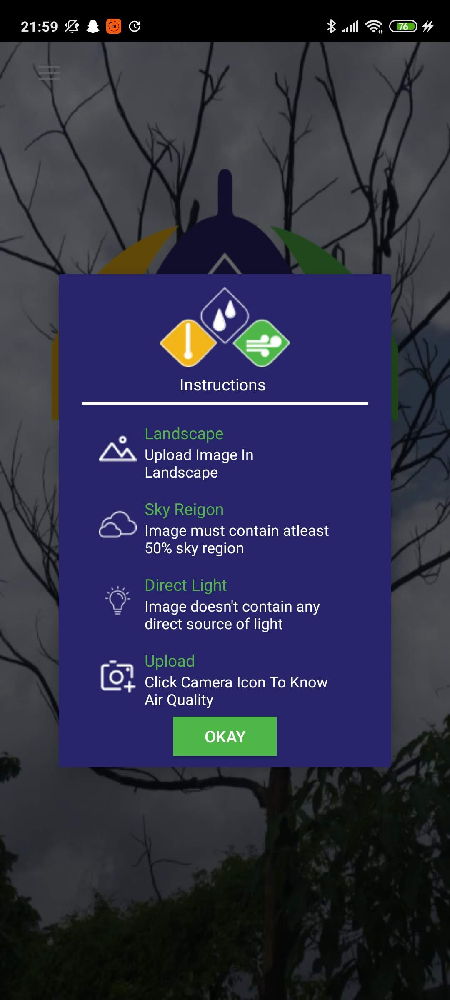 21:59
76
Instructions
Landscape
Upload Image In
Landscape
Sky Reigon
Image must contain atleast
50% sky region
Direct Light
Image doesn't contain any
direct source of light
Upload
Click Camera Icon To Know
Air Quality
OKAY